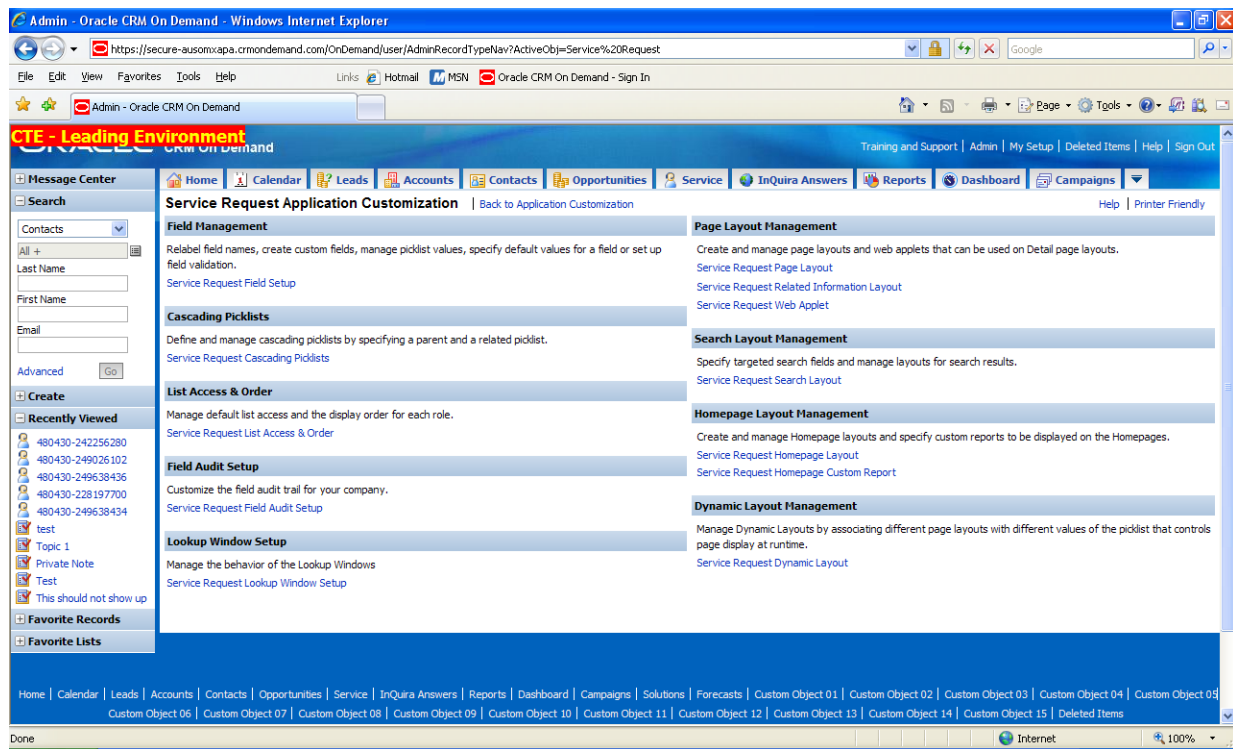 Admin - Oracle CRM On Demand - Windows Internet Explorer
https://secure-ausomxapa.crmondemand.com/OnDemand/user/AdminRecordTypeNav?ActiveObj=Service%20Request
Google
File Edit View Favorites Tools Help
Links Hotmail MSN Oracle CRM On Demand - Sign In
Admin - Oracle CRM On Demand
Page Tools
CTE - Leading Environment
CRM On Demand
Training and Support | Admin | My Setup | Deleted Items | Help | Sign Out
Message Center
Home Calendar Leads Accounts Contacts Opportunities Service InQuira Answers Reports Dashboard Campaigns
Search
Contacts
All +
Last Name
First Name
Email
Advanced Go
Create
Recently Viewed
480430-242256280
480430-249026102
480430-249638436
480430-228197700
480430-249638434
test
Topic 1
Private Note
Test
This should not show up
Favorite Records
Favorite Lists
Service Request Application Customization | Back to Application Customization
Help | Printer Friendly
Field Management
Relabel field names, create custom fields, manage picklist values, specify default values for a field or set up
field validation.
Service Request Field Setup
Cascading Picklists
Define and manage cascading picklists by specifying a parent and a related picklist.
Service Request Cascading Picklists
List Access & Order
Manage default list access and the display order for each role.
Service Request List Access & Order
Field Audit Setup
Customize the field audit trail for your company.
Service Request Field Audit Setup
Lookup Window Setup
Manage the behavior of the Lookup Windows
Service Request Lookup Window Setup
Page Layout Management
Create and manage page layouts and web applets that can be used on Detail page layouts.
Service Request Page Layout
Service Request Related Information Layout
Service Request Web Applet
Search Layout Management
Specify targeted search fields and manage layouts for search results.
Service Request Search Layout
Homepage Layout Management
Create and manage Homepage layouts and specify custom reports to be displayed on the Homepages.
Service Request Homepage Layout
Service Request Homepage Custom Report
Dynamic Layout Management
Manage Dynamic Layouts by associating different page layouts with different values of the picklist that controls
page display at runtime.
Service Request Dynamic Layout
Home | Calendar | Leads | Accounts | Contacts | Opportunities | Service | InQuira Answers | Reports | Dashboard | Campaigns | Solutions | Forecasts | Custom Object 01 | Custom Object 02 | Custom Object 03 | Custom Object 04 | Custom Object 05
Custom Object 06 | Custom Object 07 | Custom Object 08 | Custom Object 09 | Custom Object 10 | Custom Object 11 | Custom Object 12 | Custom Object 13 | Custom Object 14 | Custom Object 15 | Deleted Items
Done
Internet
100%